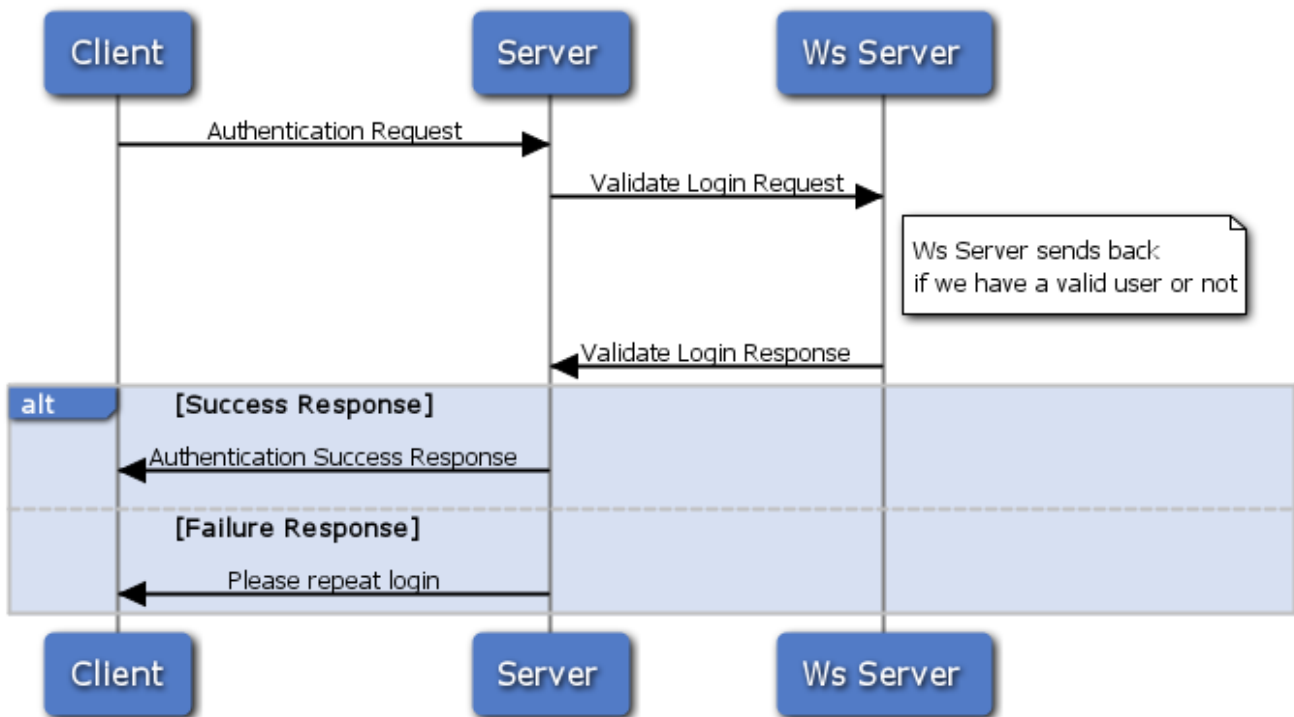 Client
Server
Ws Server
Authentication Request
Validate Login Request
Ws Server sends back
if we have a valid user or not
Validate Login Response
alt
[Success Response]
Authentication Success Response
[Failure Response]
Please repeat login
Client
Server
Ws Server